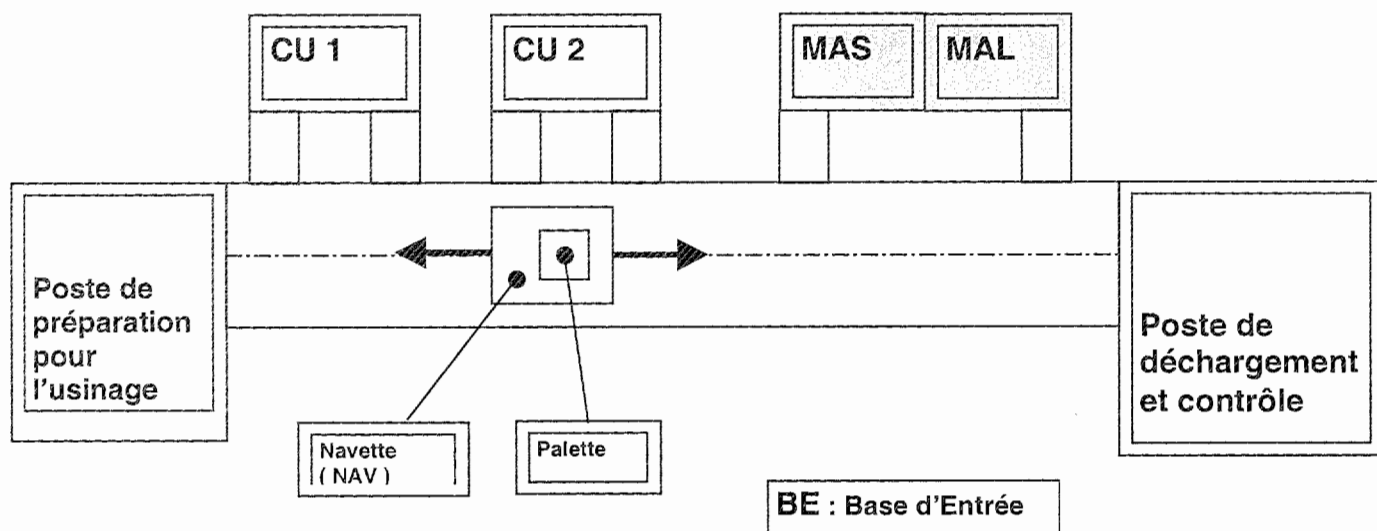 CU 1
CU 2
MAS
MAL
Poste de
préparation
pour
l'usinage
Poste de
déchargement
et contrôle
Navette
( NAV )
Palette
BE : Base d'Entrée